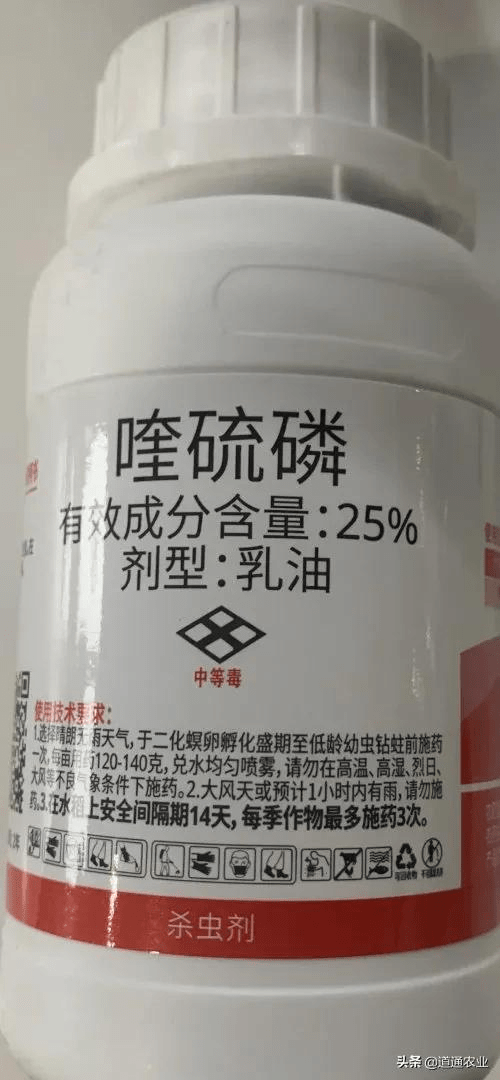 喹硫磷
有效成分含量:25%
剂型:乳油
中等毒
使用技术要求:
1.选择晴朗无雨天气,于二化螟卵孵化盛期至低龄幼虫钻蛀前施药
一次,每亩用药120-140克,兑水均匀喷雾,请勿在高温、高湿、烈日、
大风等不良气象条件下施药。2.大风天或预计1小时内有雨,请勿施
药。3.在水稻上安全间隔期14天,每季作物最多施药3次。
可回收物
杀虫剂
头条 @道通农业